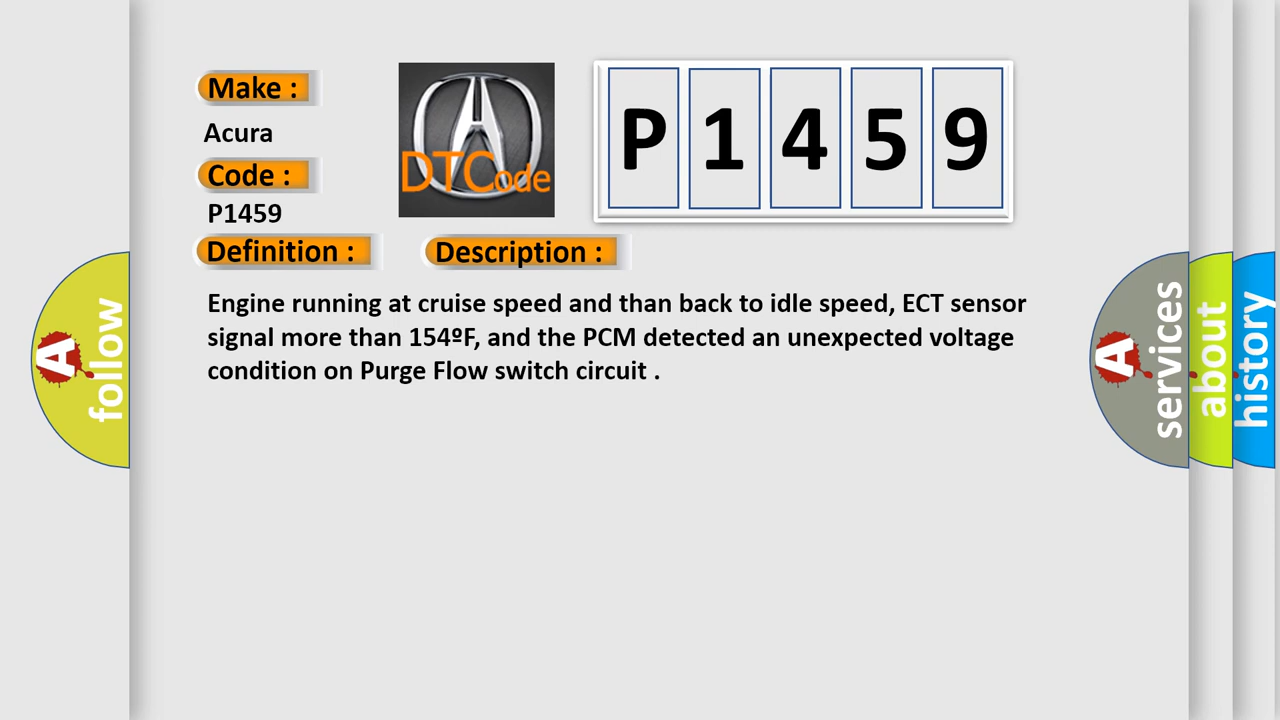 Make :
Acura
Code :
P1459
Definition :
Description :
DTCode
P 1 4 5 9
Engine running at cruise speed and than back to idle speed, ECT sensor
signal more than 154ºF, and the PCM detected an unexpected voltage
condition on Purge Flow switch circuit .
A follow
A services
about
history